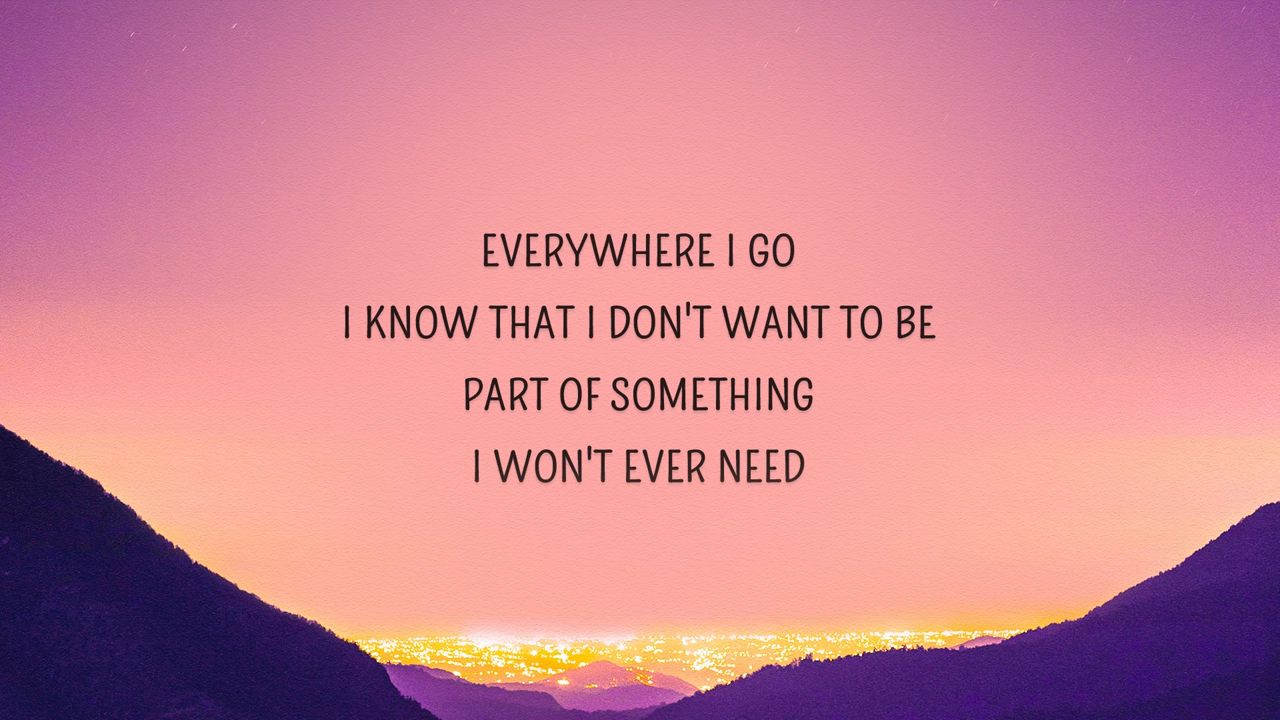 EVERYWHERE I GO
I KNOW THAT I DON'T WANT TO BE
PART OF SOMETHING
I WON'T EVER NEED